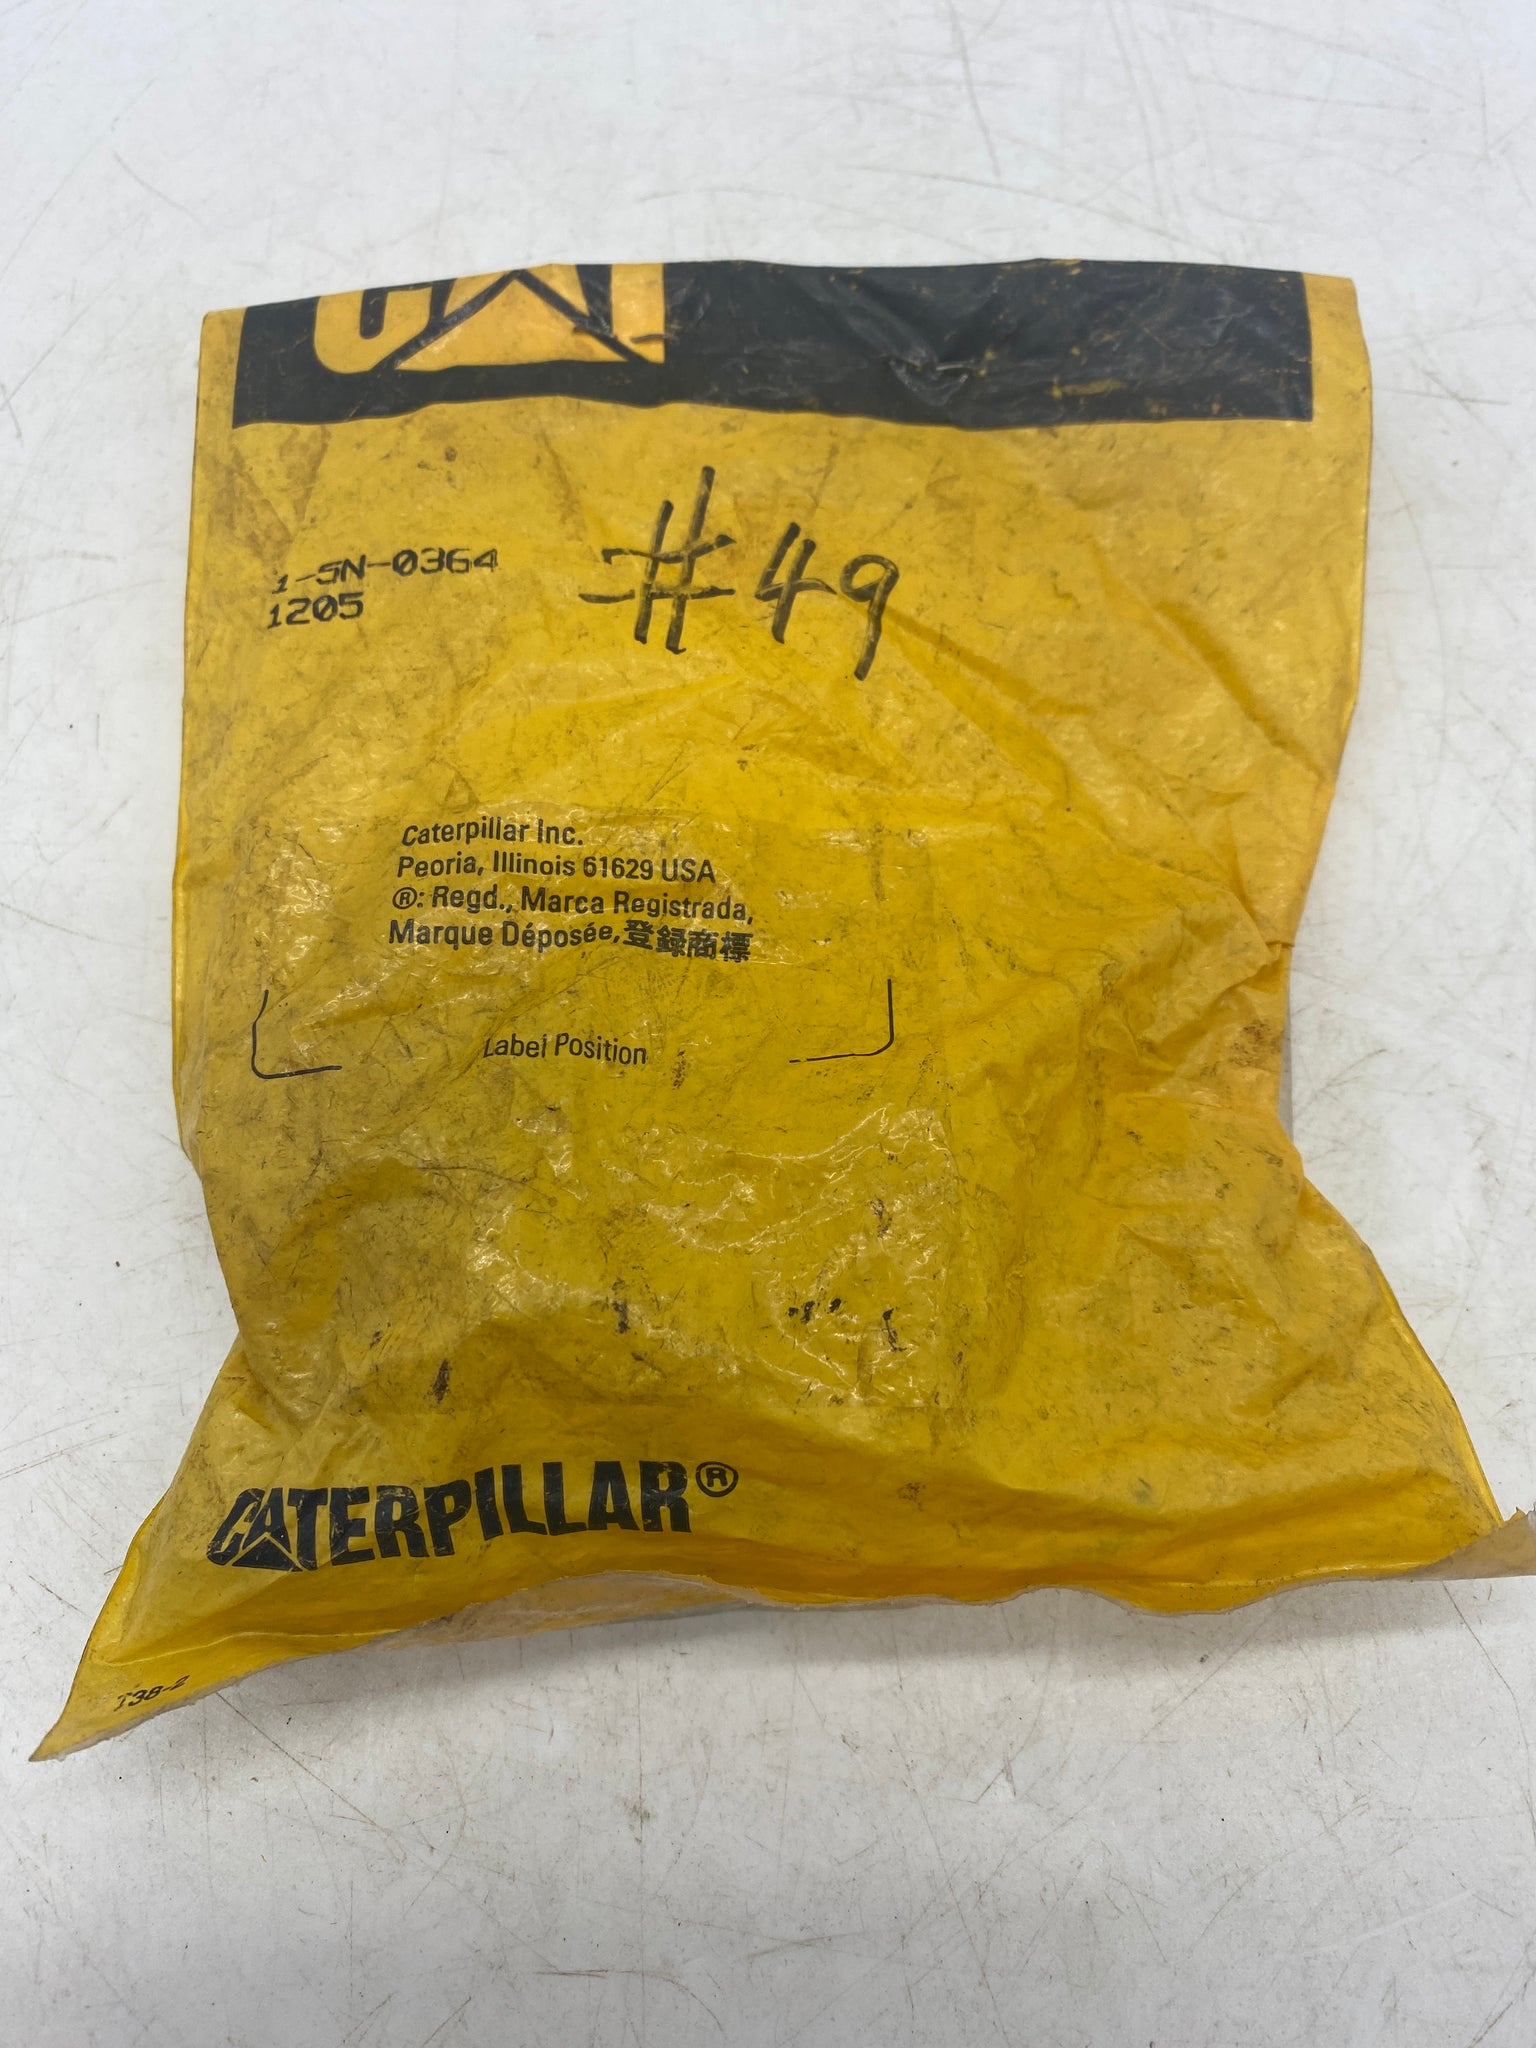 CAT
1-SN-0364
#49
1205
Caterpillar Inc.
Peoria, Illinois 61629 USA
®: Regd., Marca Registrada,
Marque Déposée, 登録商標
Label Position
CATERPILLAR®
T38-2